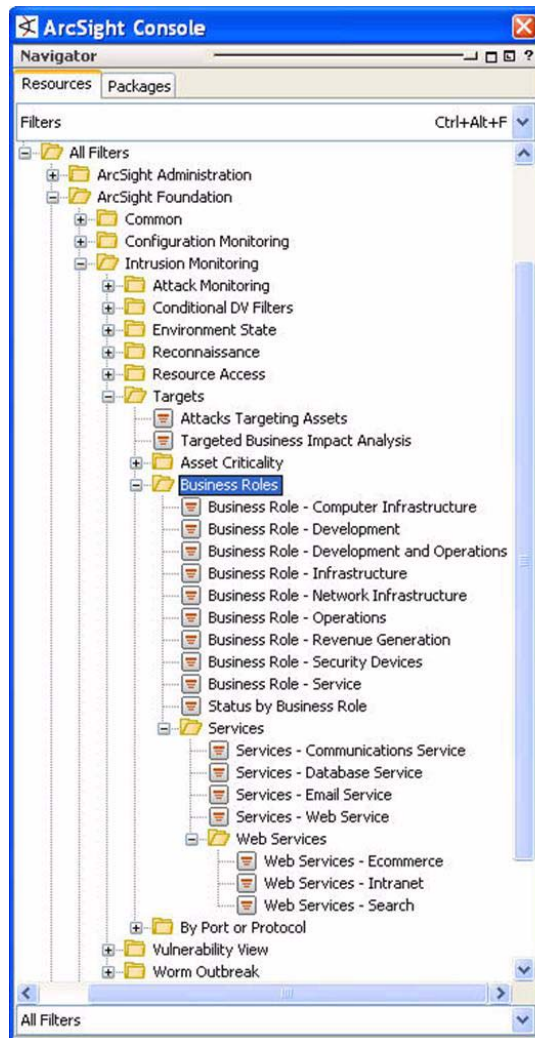 ArcSight Console
Navigator ?
Resources Packages
Filters Ctrl+Alt+F
All Filters
ArcSight Administration
ArcSight Foundation
Common
Configuration Monitoring
Intrusion Monitoring
Attack Monitoring
Conditional DV Filters
Environment State
Reconnaissance
Resource Access
Targets
Attacks Targeting Assets
Targeted Business Impact Analysis
Asset Criticality
Business Roles
Business Role - Computer Infrastructure
Business Role - Development
Business Role - Development and Operations
Business Role - Infrastructure
Business Role - Network Infrastructure
Business Role - Operations
Business Role - Revenue Generation
Business Role - Security Devices
Business Role - Service
Status by Business Role
Services
Services - Communications Service
Services - Database Service
Services - Email Service
Services - Web Service
Web Services
Web Services - Ecommerce
Web Services - Intranet
Web Services - Search
By Port or Protocol
Vulnerability View
Worm Outbreak
All Filters